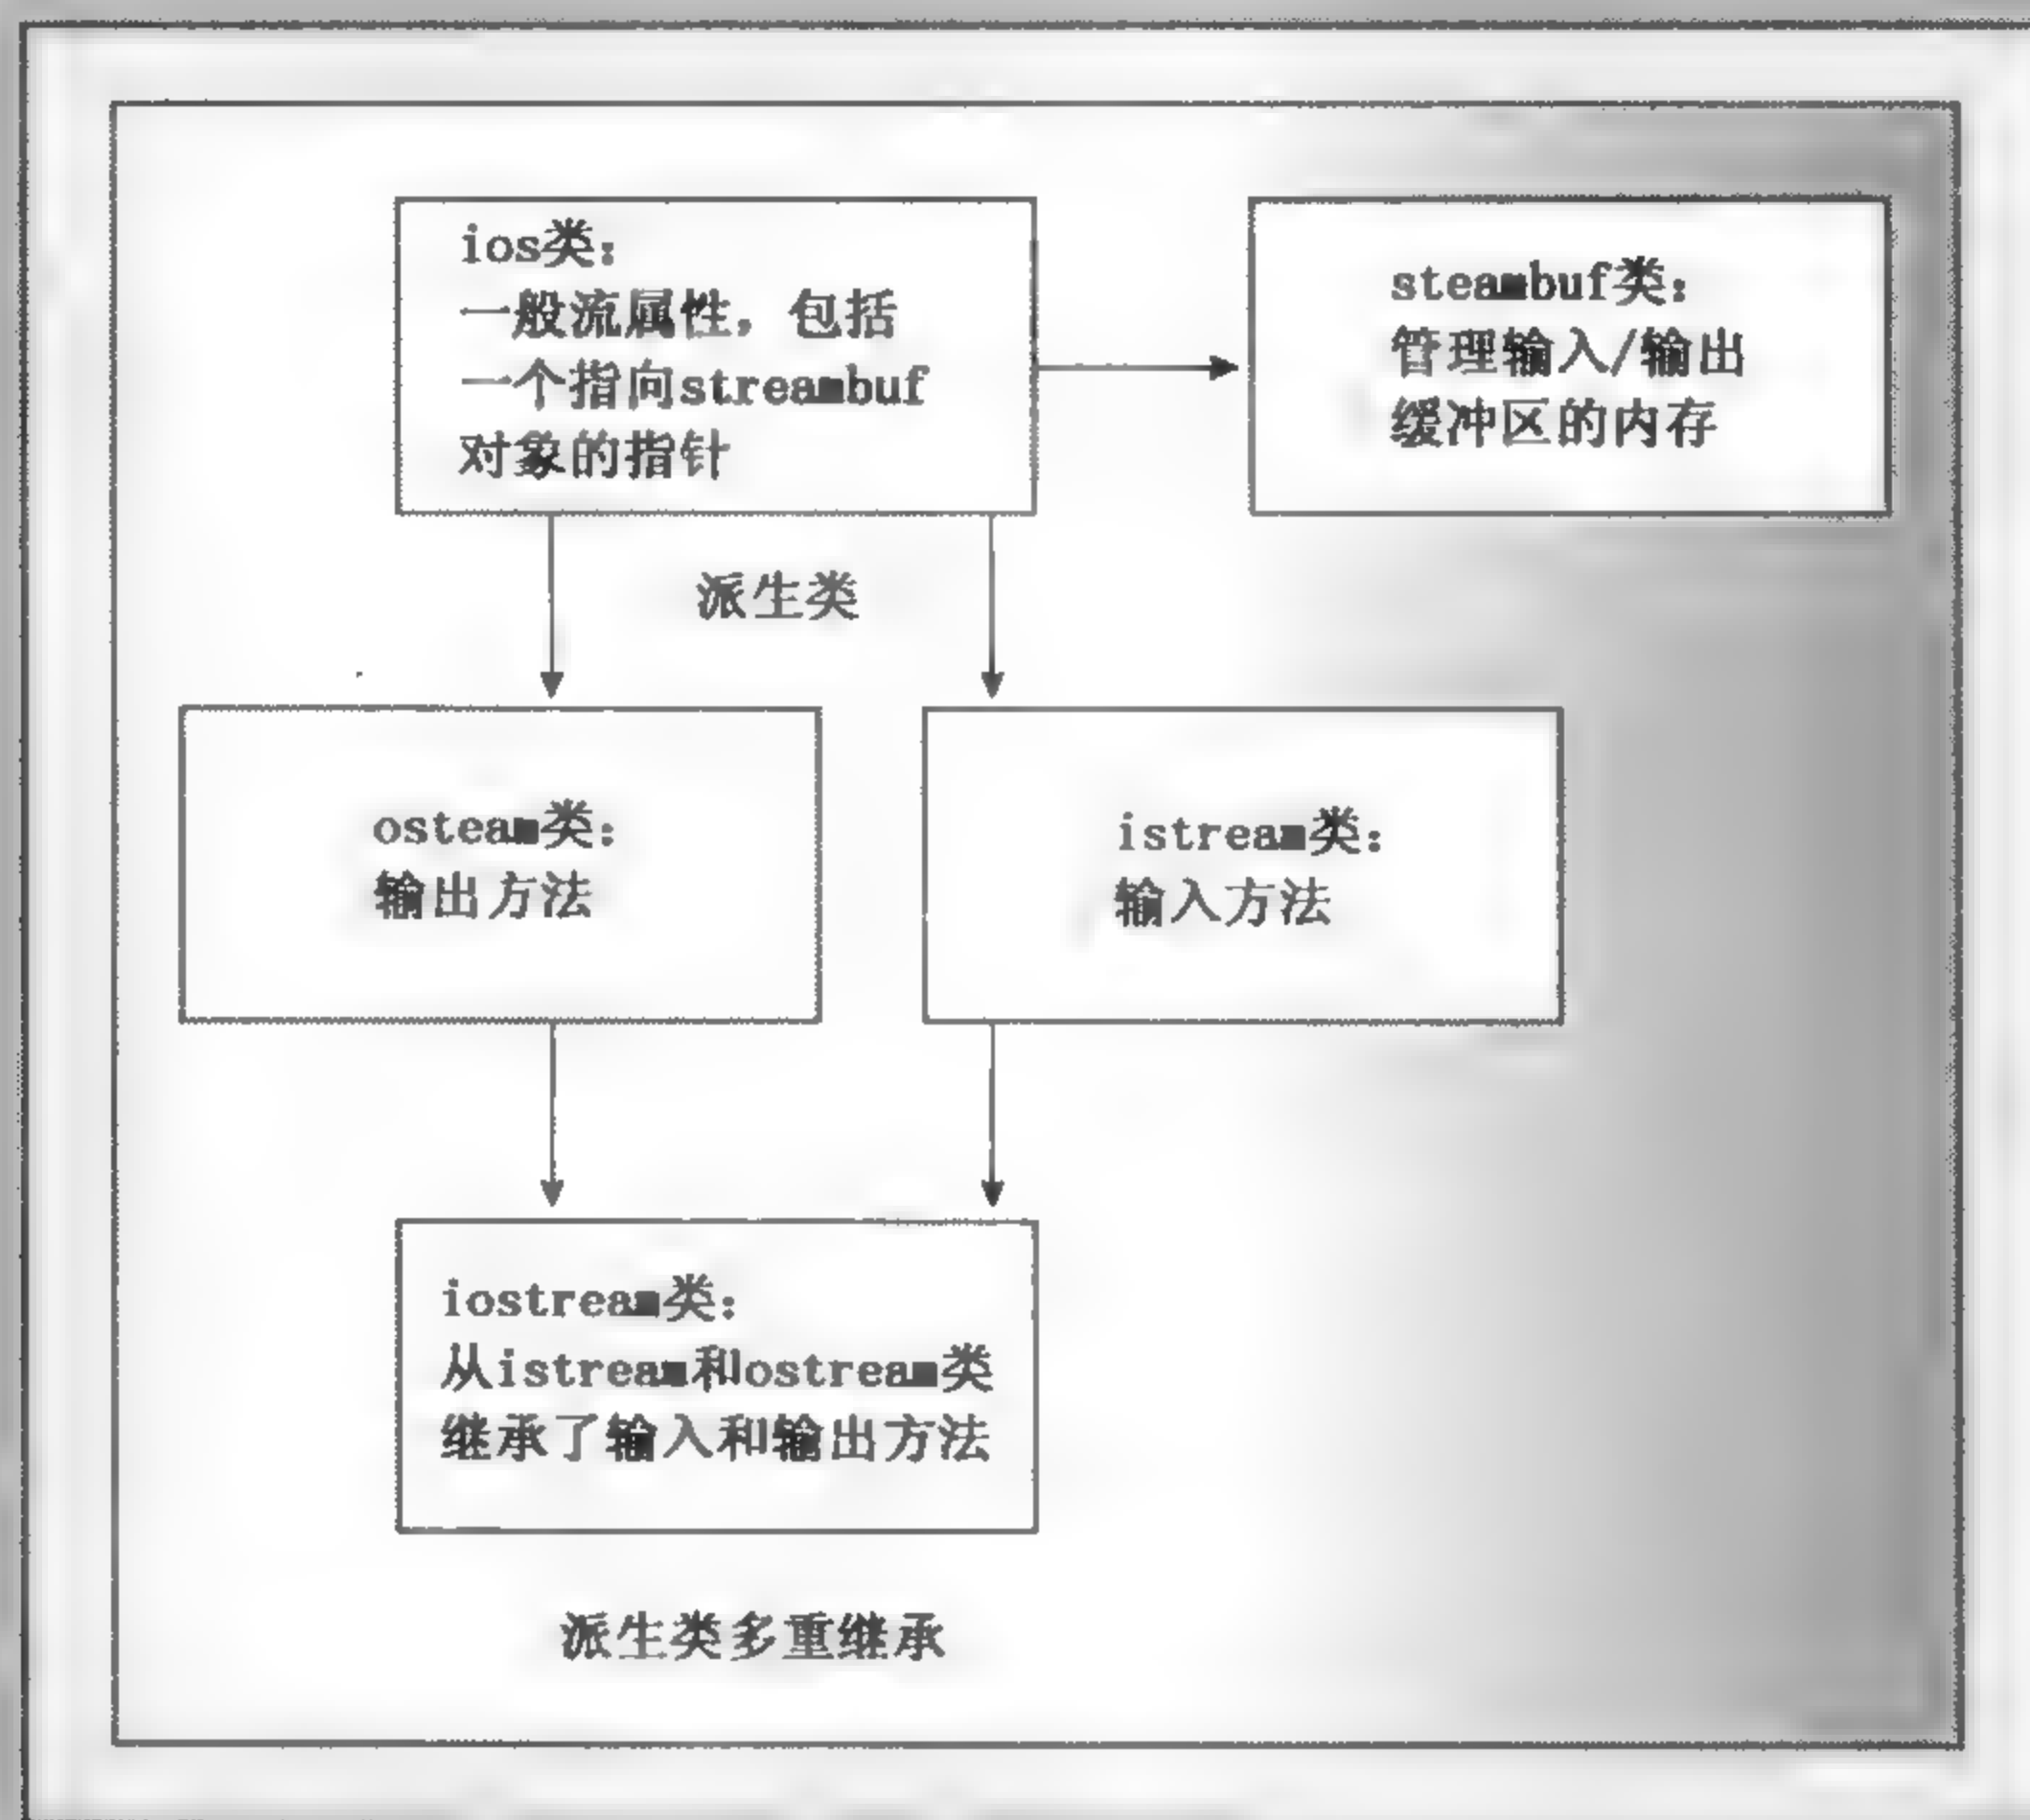 ios类：
一般流属性，包括
一个指向streambuf
对象的指针
steambuf类：
管理输入/输出
缓冲区的内存
派生类
osteam类：
输出方法
istream类：
输入方法
iostream类：
从istream和ostream类
继承了输入和输出方法
派生类多重继承